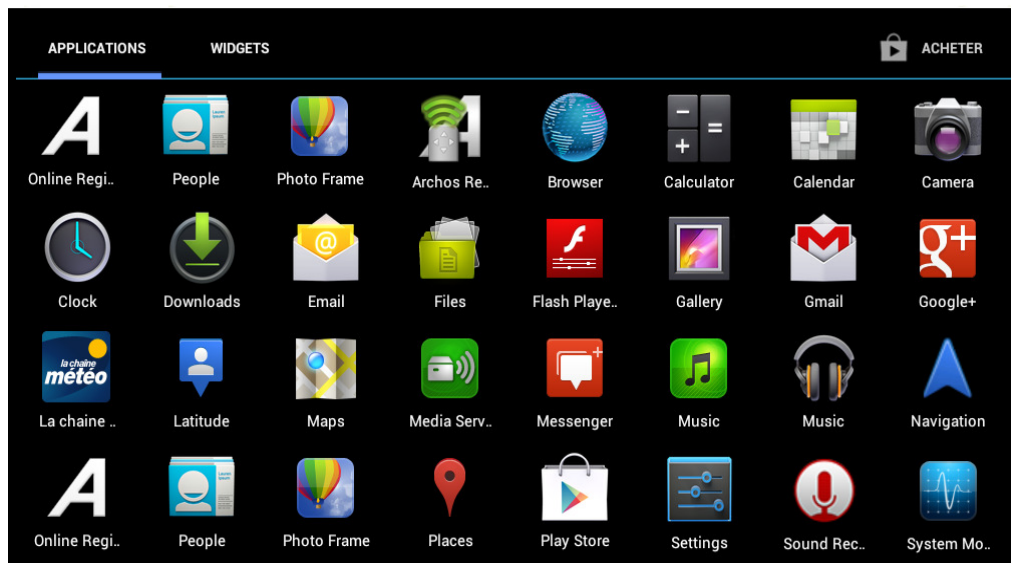 APPLICATIONS WIDGETS ACHETER
Online Regi.. People Photo Frame Archos Re.. Browser Calculator Calendar Camera
Clock Downloads Email Files Flash Playe.. Gallery Gmail Google+
la chaîne
météo
La chaine .. Latitude Maps Media Serv.. Messenger Music Music Navigation
Online Regi.. People Photo Frame Places Play Store Settings Sound Rec.. System Mo..